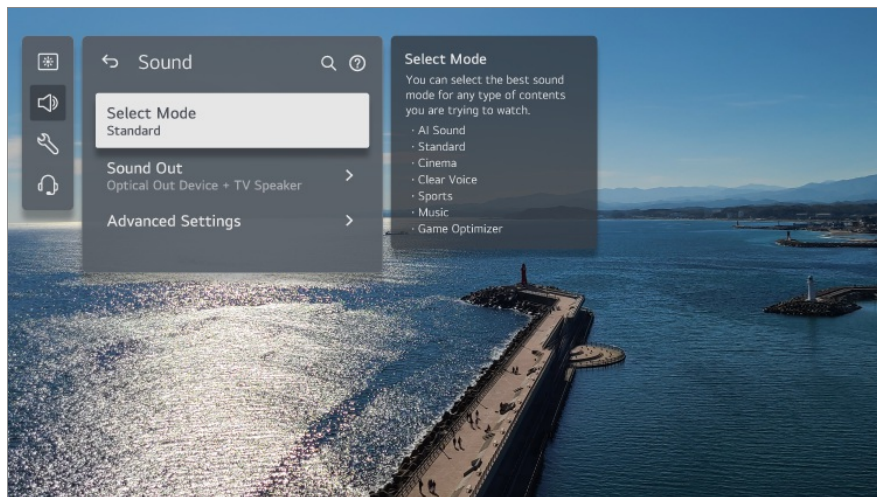 Sound
Select Mode
Standard
Sound Out
Optical Out Device + TV Speaker
Advanced Settings
Select Mode
You can select the best sound
mode for any type of contents
you are trying to watch.
· AI Sound
· Standard
· Cinema
· Clear Voice
· Sports
· Music
· Game Optimizer